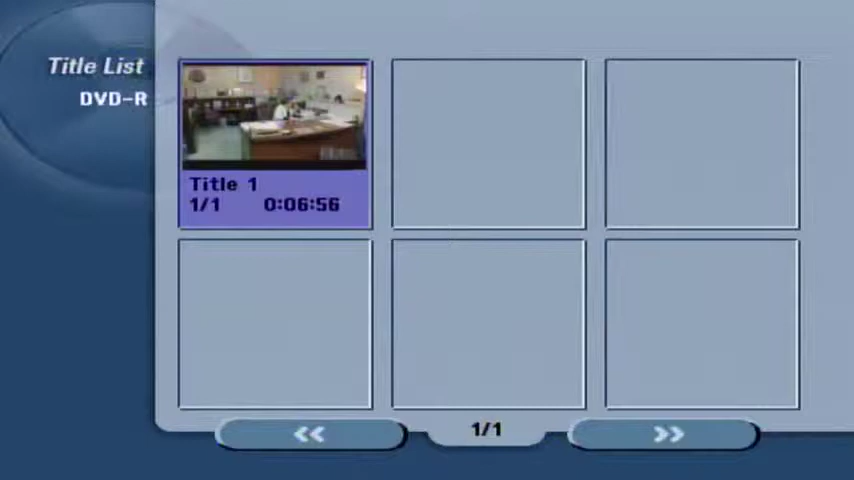 Title List
DVD-R
Title 1
1/1 0:06:56
<<
1/1
>>